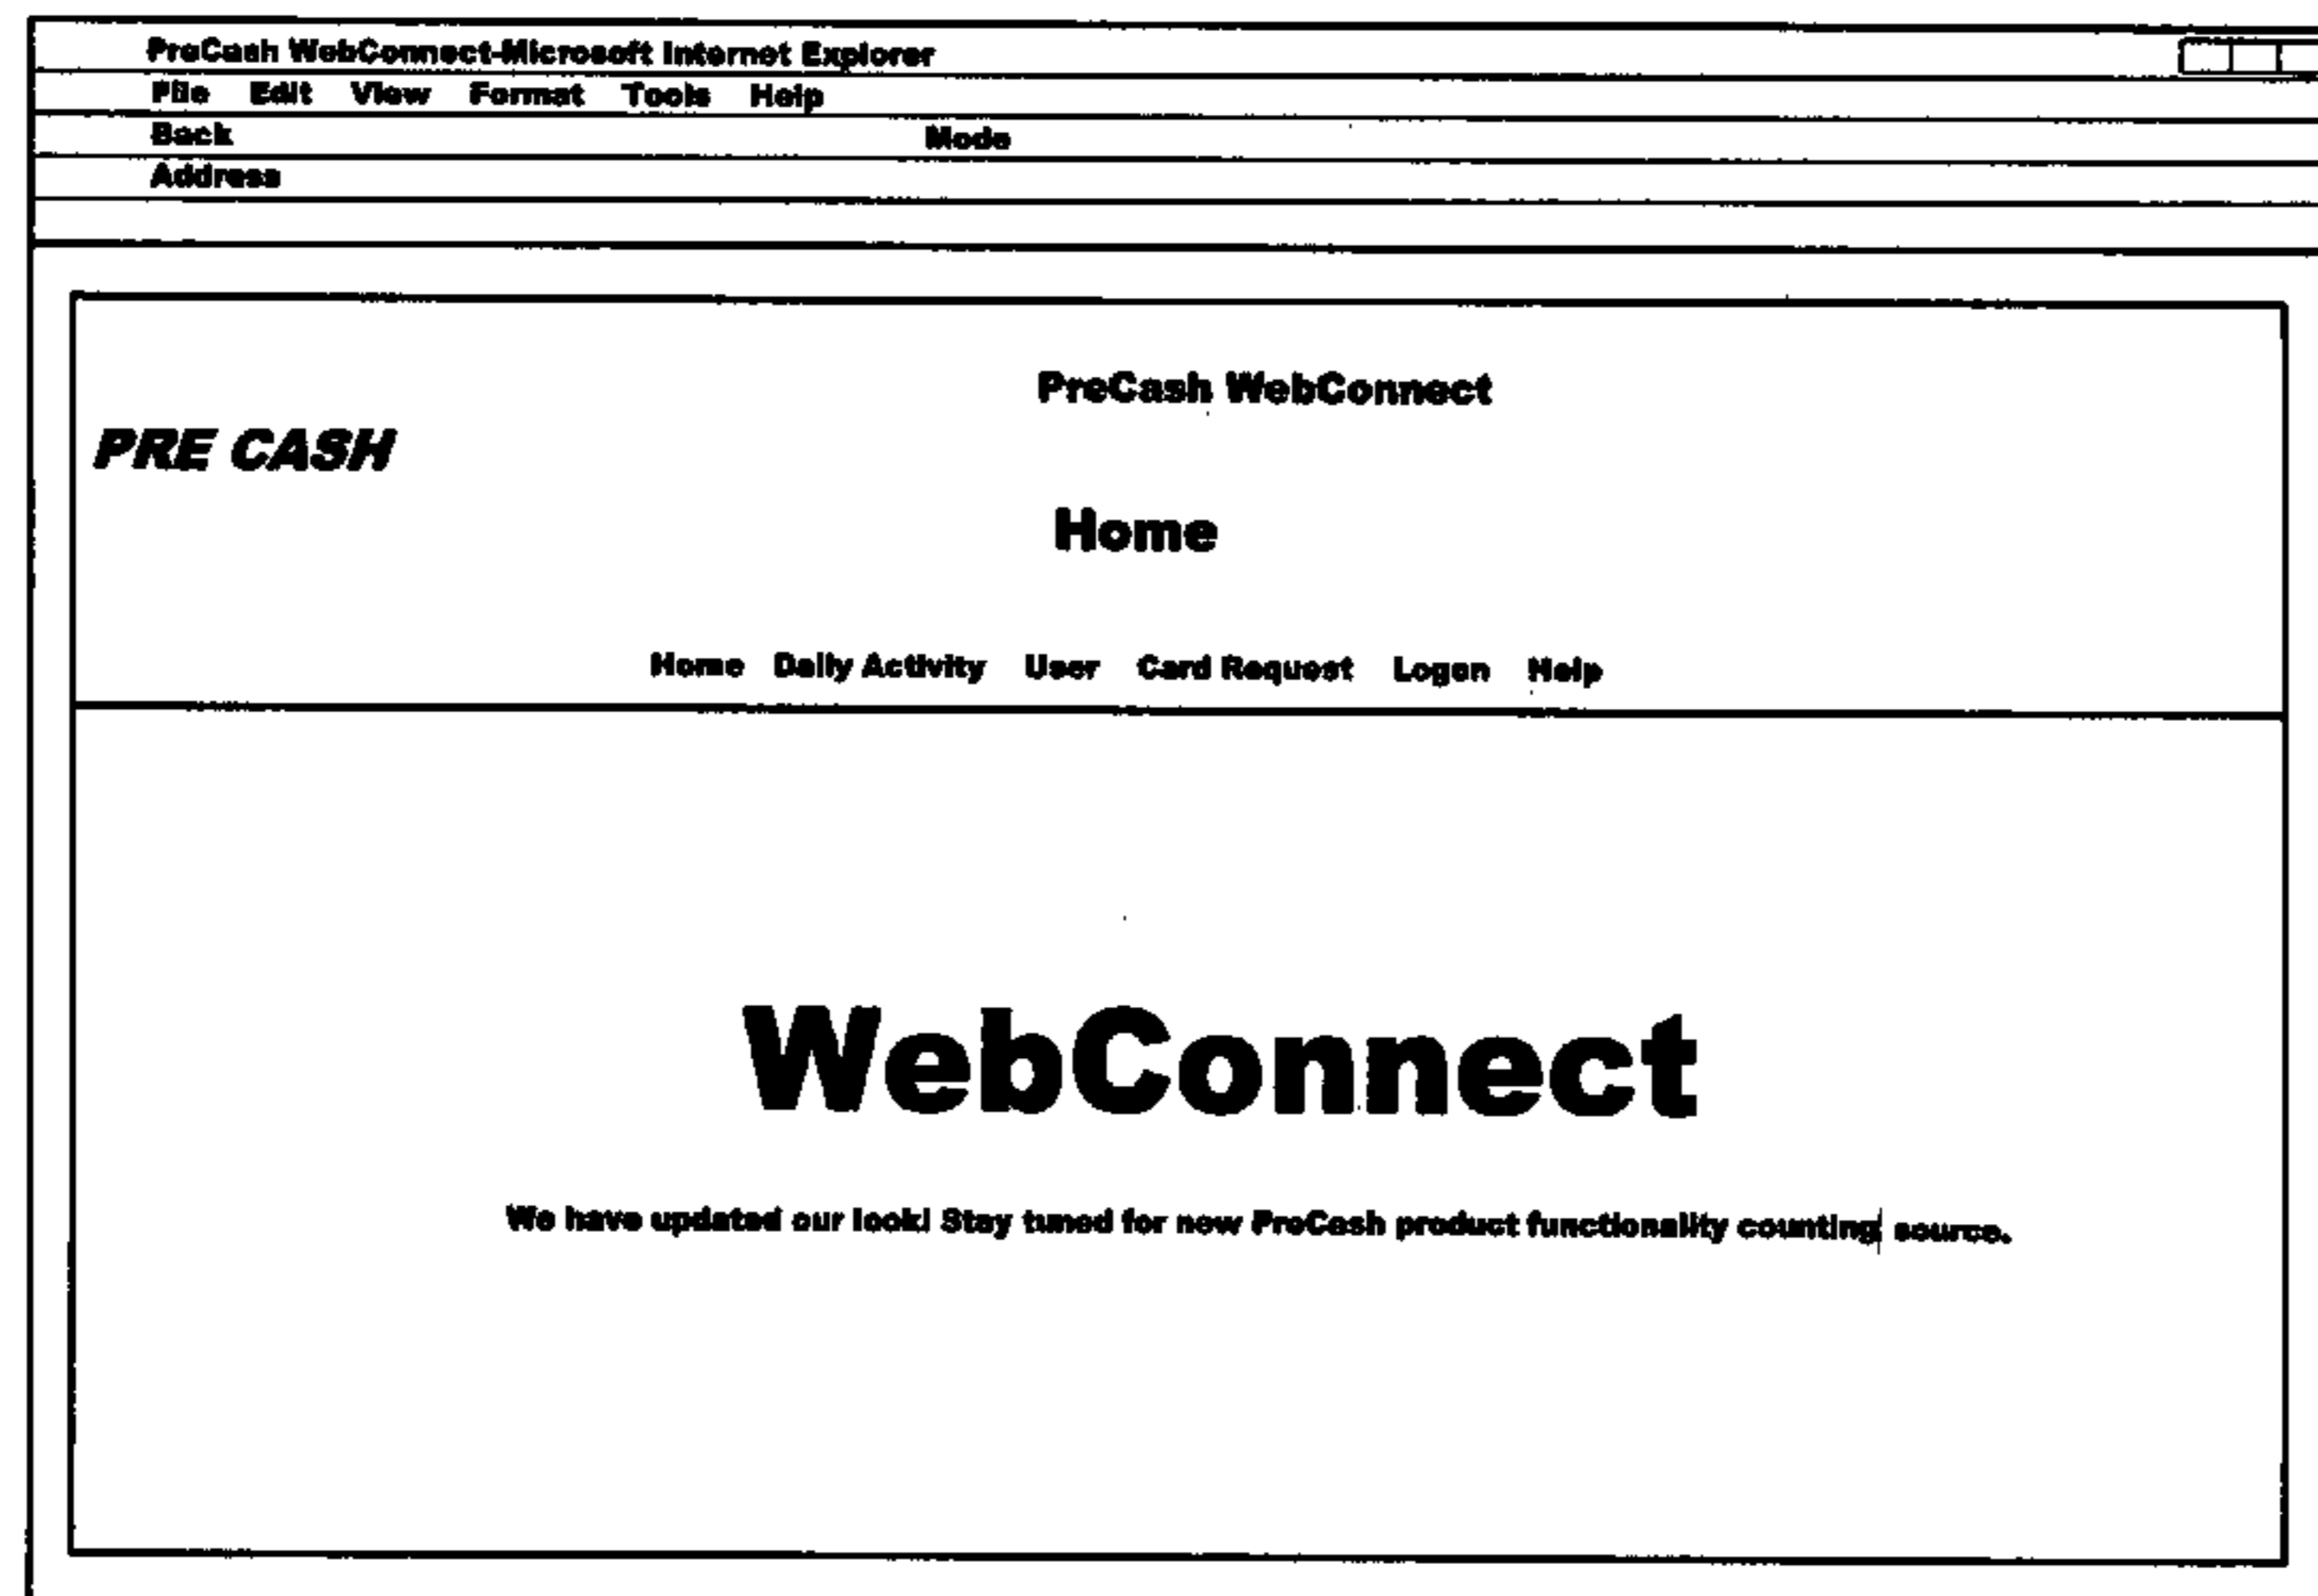 PreCash WebConnect-Microsoft Internet Explorer
File Edit View Format Tools Help
Back Mode
Address
PreCash WebConnect
PRE CASH
Home
Home Daily Activity User Card Request Logon Help
WebConnect
We have updated our look! Stay tuned for new PreCash product functionality counting source.